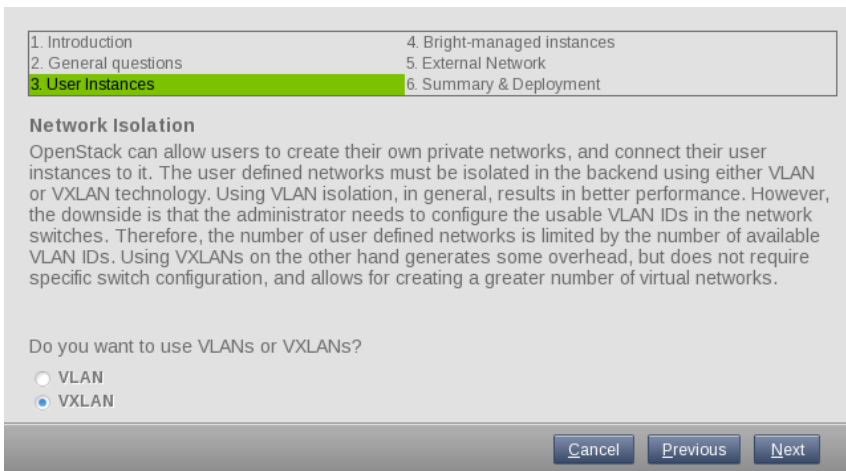 1. Introduction
2. General questions
3. User Instances
4. Bright-managed instances
5. External Network
6. Summary & Deployment
Network Isolation
OpenStack can allow users to create their own private networks, and connect their user
instances to it. The user defined networks must be isolated in the backend using either VLAN
or VXLAN technology. Using VLAN isolation, in general, results in better performance. However,
the downside is that the administrator needs to configure the usable VLAN IDs in the network
switches. Therefore, the number of user defined networks is limited by the number of available
VLAN IDs. Using VXLANs on the other hand generates some overhead, but does not require
specific switch configuration, and allows for creating a greater number of virtual networks.
Do you want to use VLANs or VXLANs?
VLAN
VXLAN
Cancel Previous Next